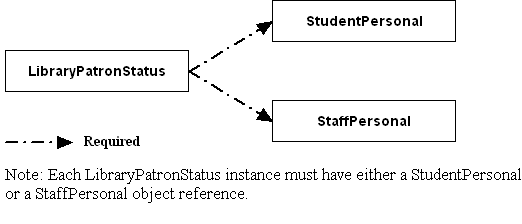 StudentPersonal
LibraryPatronStatus
StaffPersonal
Required
Note: Each LibraryPatronStatus instance must have either a StudentPersonal
or a StaffPersonal object reference.